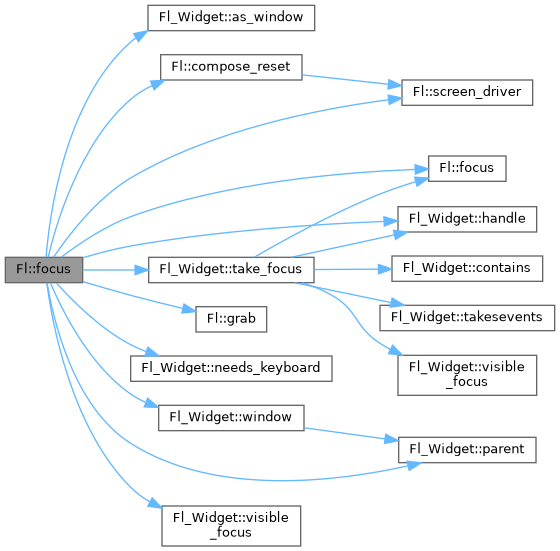 Fl_Widget::as_window
Fl::compose_reset
Fl::screen_driver
Fl::focus
Fl_Widget::handle
Fl::focus
Fl_Widget::take_focus
Fl_Widget::contains
Fl::grab
Fl_Widget::takesevents
Fl_Widget::needs_keyboard
Fl_Widget::visible
_focus
Fl_Widget::window
Fl_Widget::parent
Fl_Widget::visible
_focus